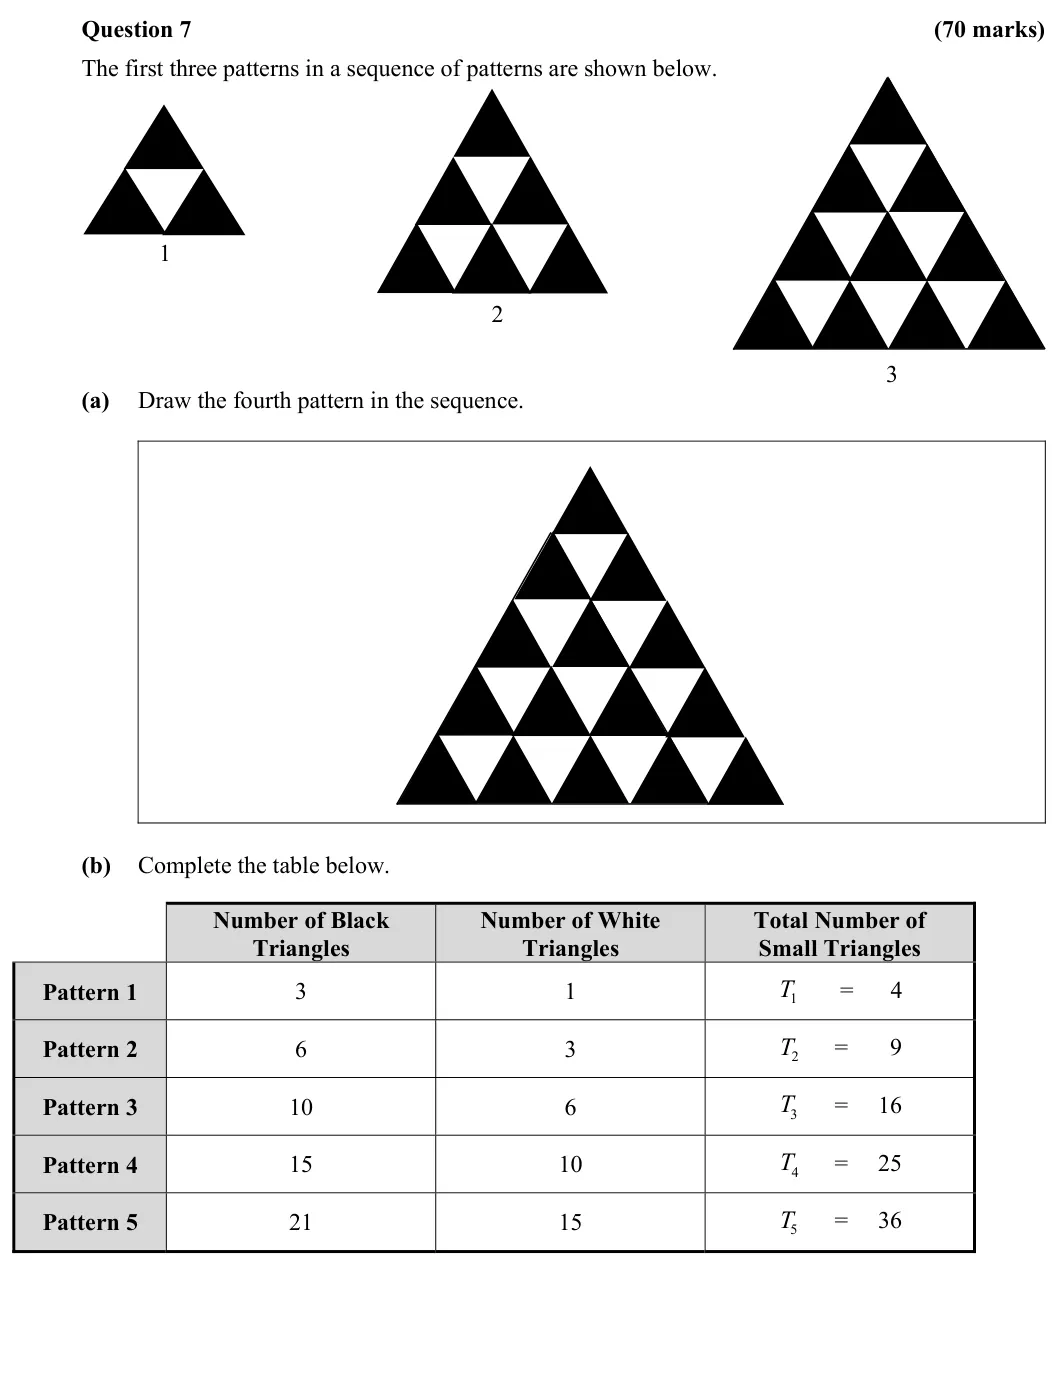 Question 7 (70 marks)
The first three patterns in a sequence of patterns are shown below.
1
2
3
(a) Draw the fourth pattern in the sequence.
(b) Complete the table below.
Number of Black Triangles Number of White Triangles Total Number of Small Triangles
Pattern 1 3 1 T₁ = 4
Pattern 2 6 3 T₂ = 9
Pattern 3 10 6 T₃ = 16
Pattern 4 15 10 T₄ = 25
Pattern 5 21 15 T₅ = 36